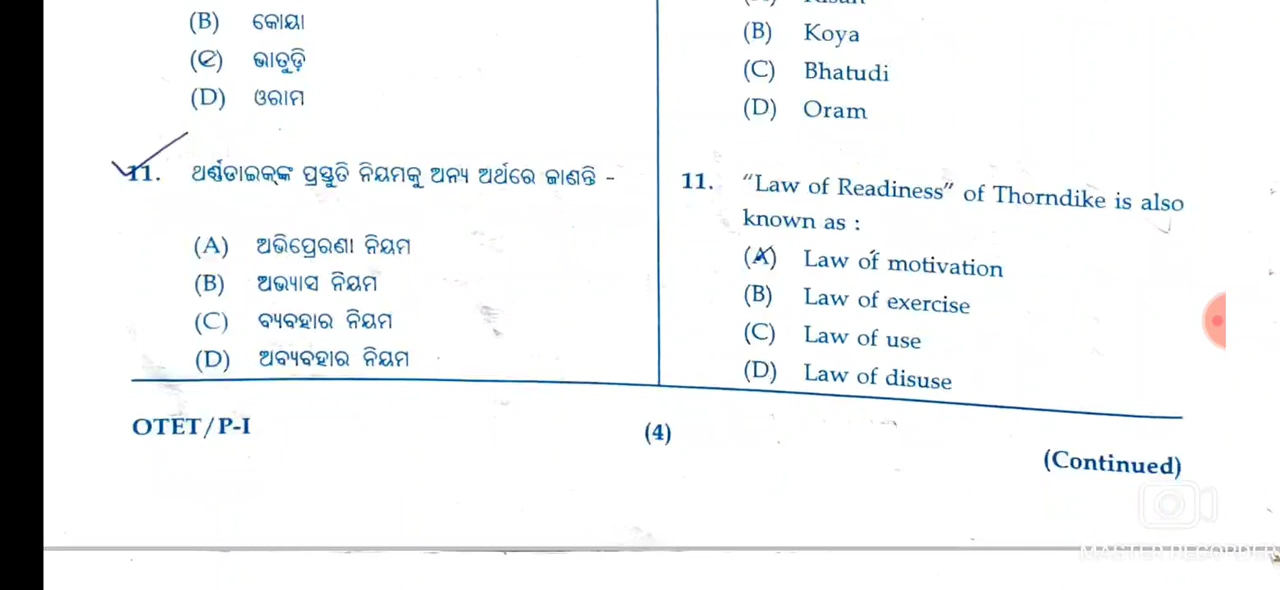 (B) କୋୟା
(C) ଭାତୁଡ଼ି
(D) ଓରାମ
11. ଥର୍ଣ୍ଡାଇକ୍‌ଙ୍କ ପ୍ରସ୍ତୁତି ନିୟମକୁ ଅନ୍ୟ ଅର୍ଥରେ ଜାଣନ୍ତି -
(A) ଅଭିପ୍ରେରଣା ନିୟମ
(B) ଅଭ୍ୟାସ ନିୟମ
(C) ବ୍ୟବହାର ନିୟମ
(D) ଅବ୍ୟବହାର ନିୟମ
(B) Koya
(C) Bhatudi
(D) Oram
11. “Law of Readiness” of Thorndike is also
known as :
(A) Law of motivation
(B) Law of exercise
(C) Law of use
(D) Law of disuse
OTET/P-I
(4)
(Continued)
MASTER RECORDER